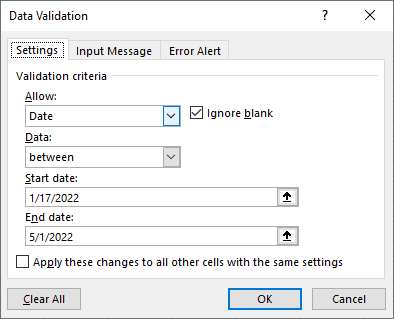 Data Validation ? ×
Settings Input Message Error Alert
Validation criteria
Allow:
Date Ignore blank
Data:
between
Start date:
1/17/2022
End date:
5/1/2022
Apply these changes to all other cells with the same settings
Clear All OK Cancel